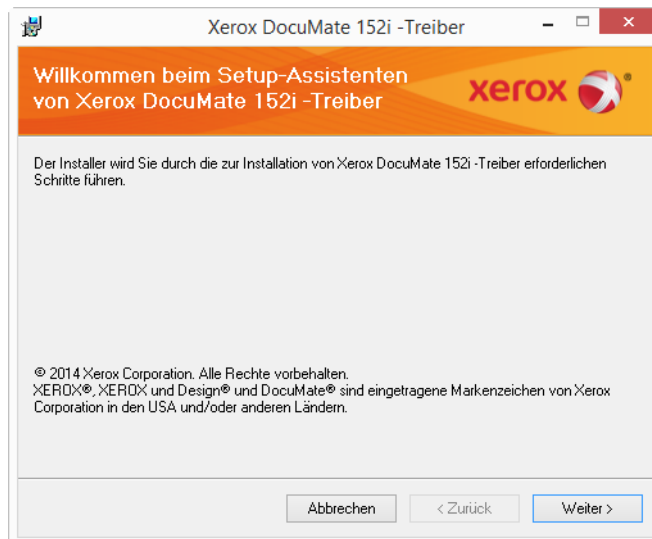 Xerox DocuMate 152i -Treiber
Willkommen beim Setup-Assistenten
von Xerox DocuMate 152i -Treiber
xerox
Der Installer wird Sie durch die zur Installation von Xerox DocuMate 152i -Treiber erforderlichen
Schritte führen.
© 2014 Xerox Corporation. Alle Rechte vorbehalten.
XEROX®, XEROX und Design® und DocuMate® sind eingetragene Markenzeichen von Xerox
Corporation in den USA und/oder anderen Ländern.
Abbrechen < Zurück Weiter >